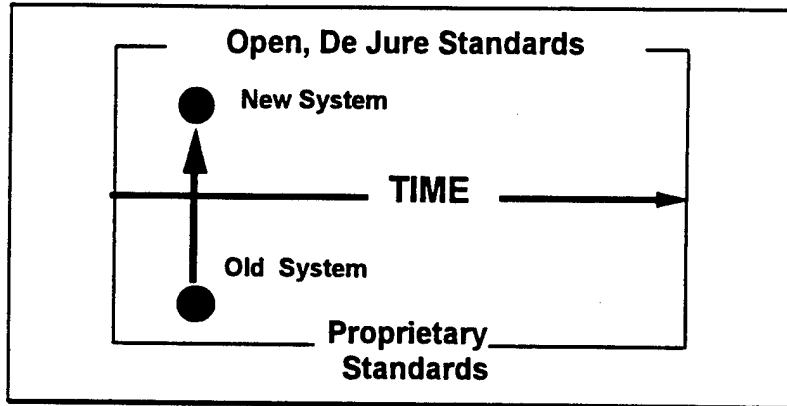 Open, De Jure Standards
New System
TIME
Old System
Proprietary
Standards